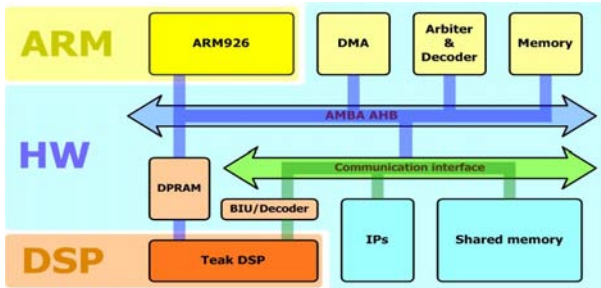 ARM
ARM926
DMA
Arbiter
&
Decoder
Memory
AMBA AHB
HW
Communication interface
DPRAM
BIU/Decoder
IPs
Shared memory
DSP
Teak DSP